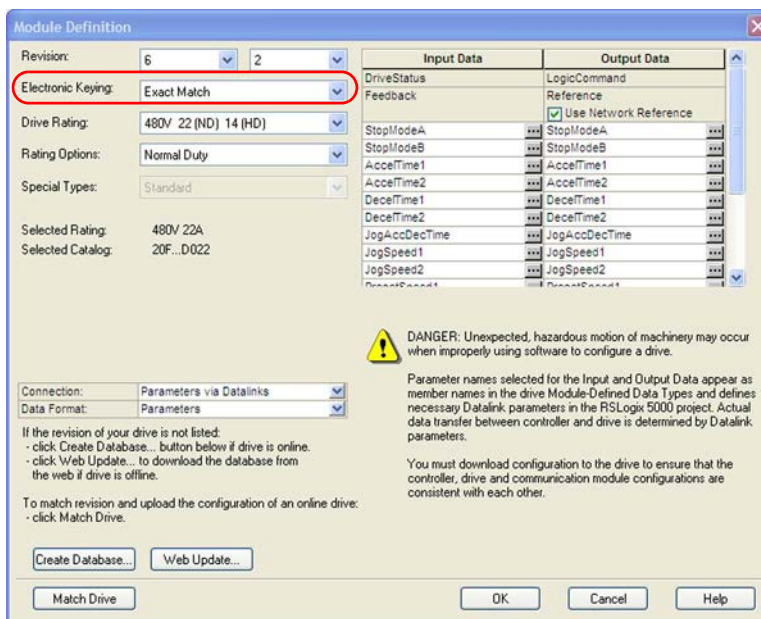 Module Definition
Revision: 6 2
Electronic Keying: Exact Match
Drive Rating: 480V 22 (ND) 14 (HD)
Rating Options: Normal Duty
Special Types: Standard
Selected Rating: 480V 22A
Selected Catalog: 20F...D022
Input Data Output Data
DriveStatus LogicCommand
Feedback Reference
Use Network Reference
StopModeA ... StopModeA ...
StopModeB ... StopModeB ...
AccelTime1 ... AccelTime1 ...
AccelTime2 ... AccelTime2 ...
DecelTime1 ... DecelTime1 ...
DecelTime2 ... DecelTime2 ...
JogAccDecTime ... JogAccDecTime ...
JogSpeed1 ... JogSpeed1 ...
JogSpeed2 ... JogSpeed2 ...
DANGER: Unexpected, hazardous motion of machinery may occur
when improperly using software to configure a drive.
Parameter names selected for the Input and Output Data appear as
member names in the drive Module-Defined Data Types and defines
necessary Datalink parameters in the RSLogix 5000 project. Actual
data transfer between controller and drive is determined by Datalink
parameters.
You must download configuration to the drive to ensure that the
controller, drive and communication module configurations are
consistent with each other.
Connection: Parameters via Datalinks
Data Format: Parameters
If the revision of your drive is not listed:
- click Create Database... button below if drive is online.
- click Web Update... to download the database from
the web if drive is offline.
To match revision and upload the configuration of an online drive:
- click Match Drive.
Create Database... Web Update...
Match Drive OK Cancel Help